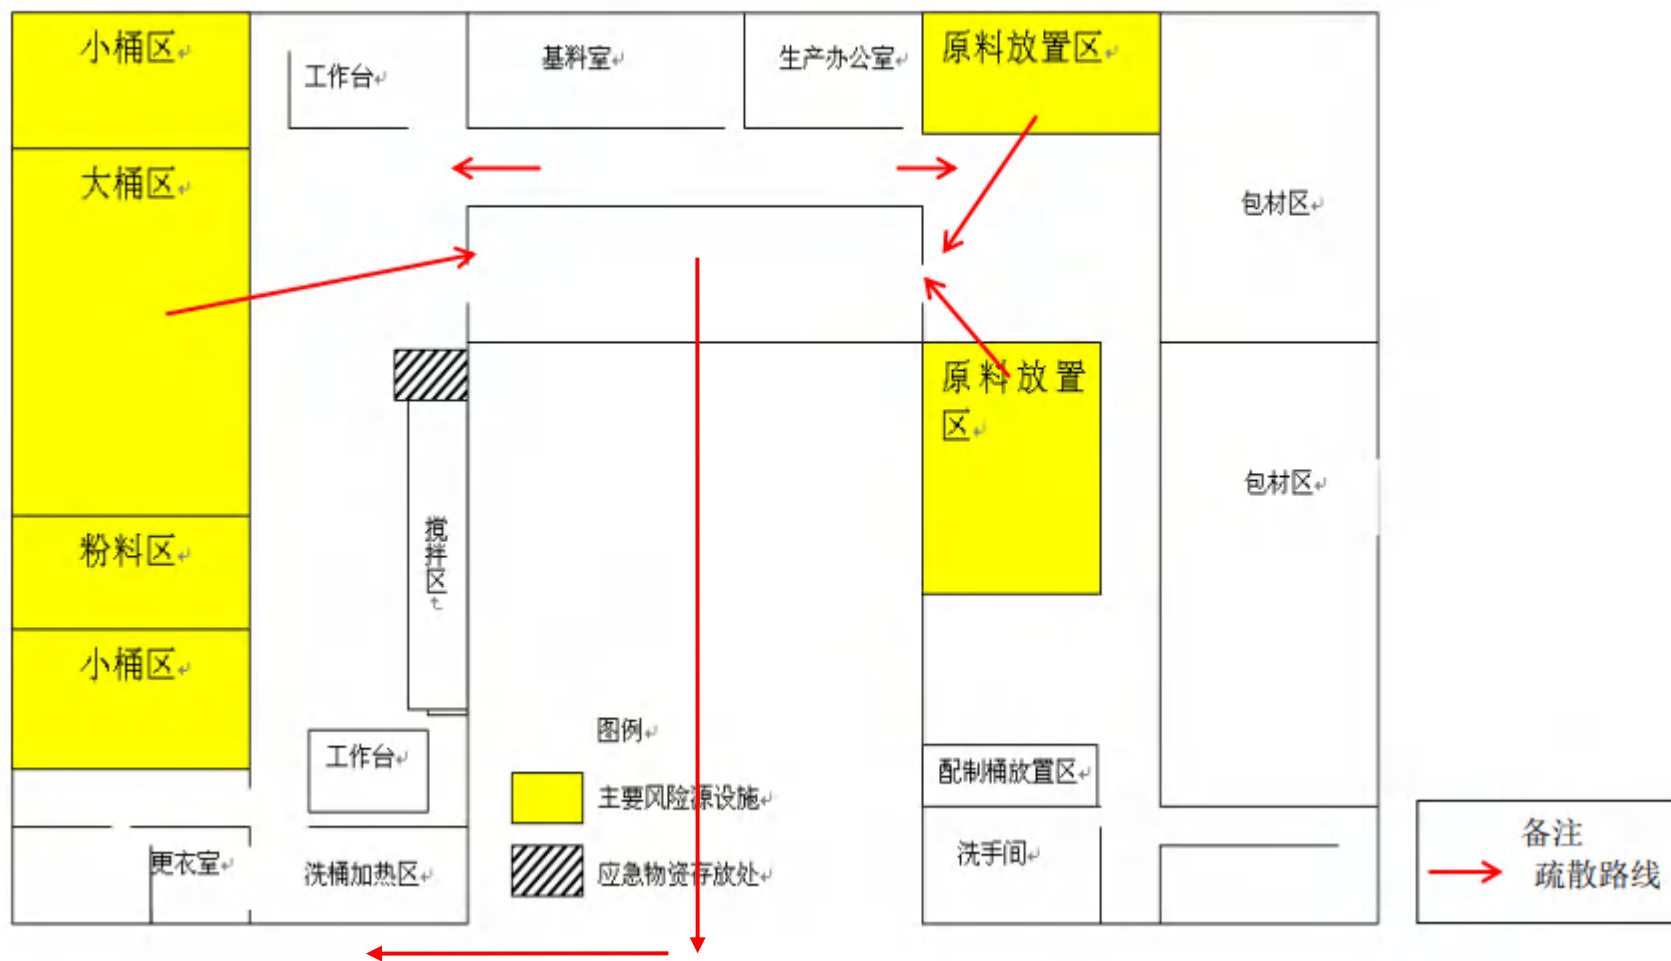 小桶区
工作台
基料室
生产办公室
原料放置区
大桶区
包材区
原料放置
区
包材区
搅拌区
粉料区
小桶区
图例
工作台
主要风险源设施
配制桶放置区
更衣室
洗桶加热区
应急物资存放处
洗手间
备注
疏散路线